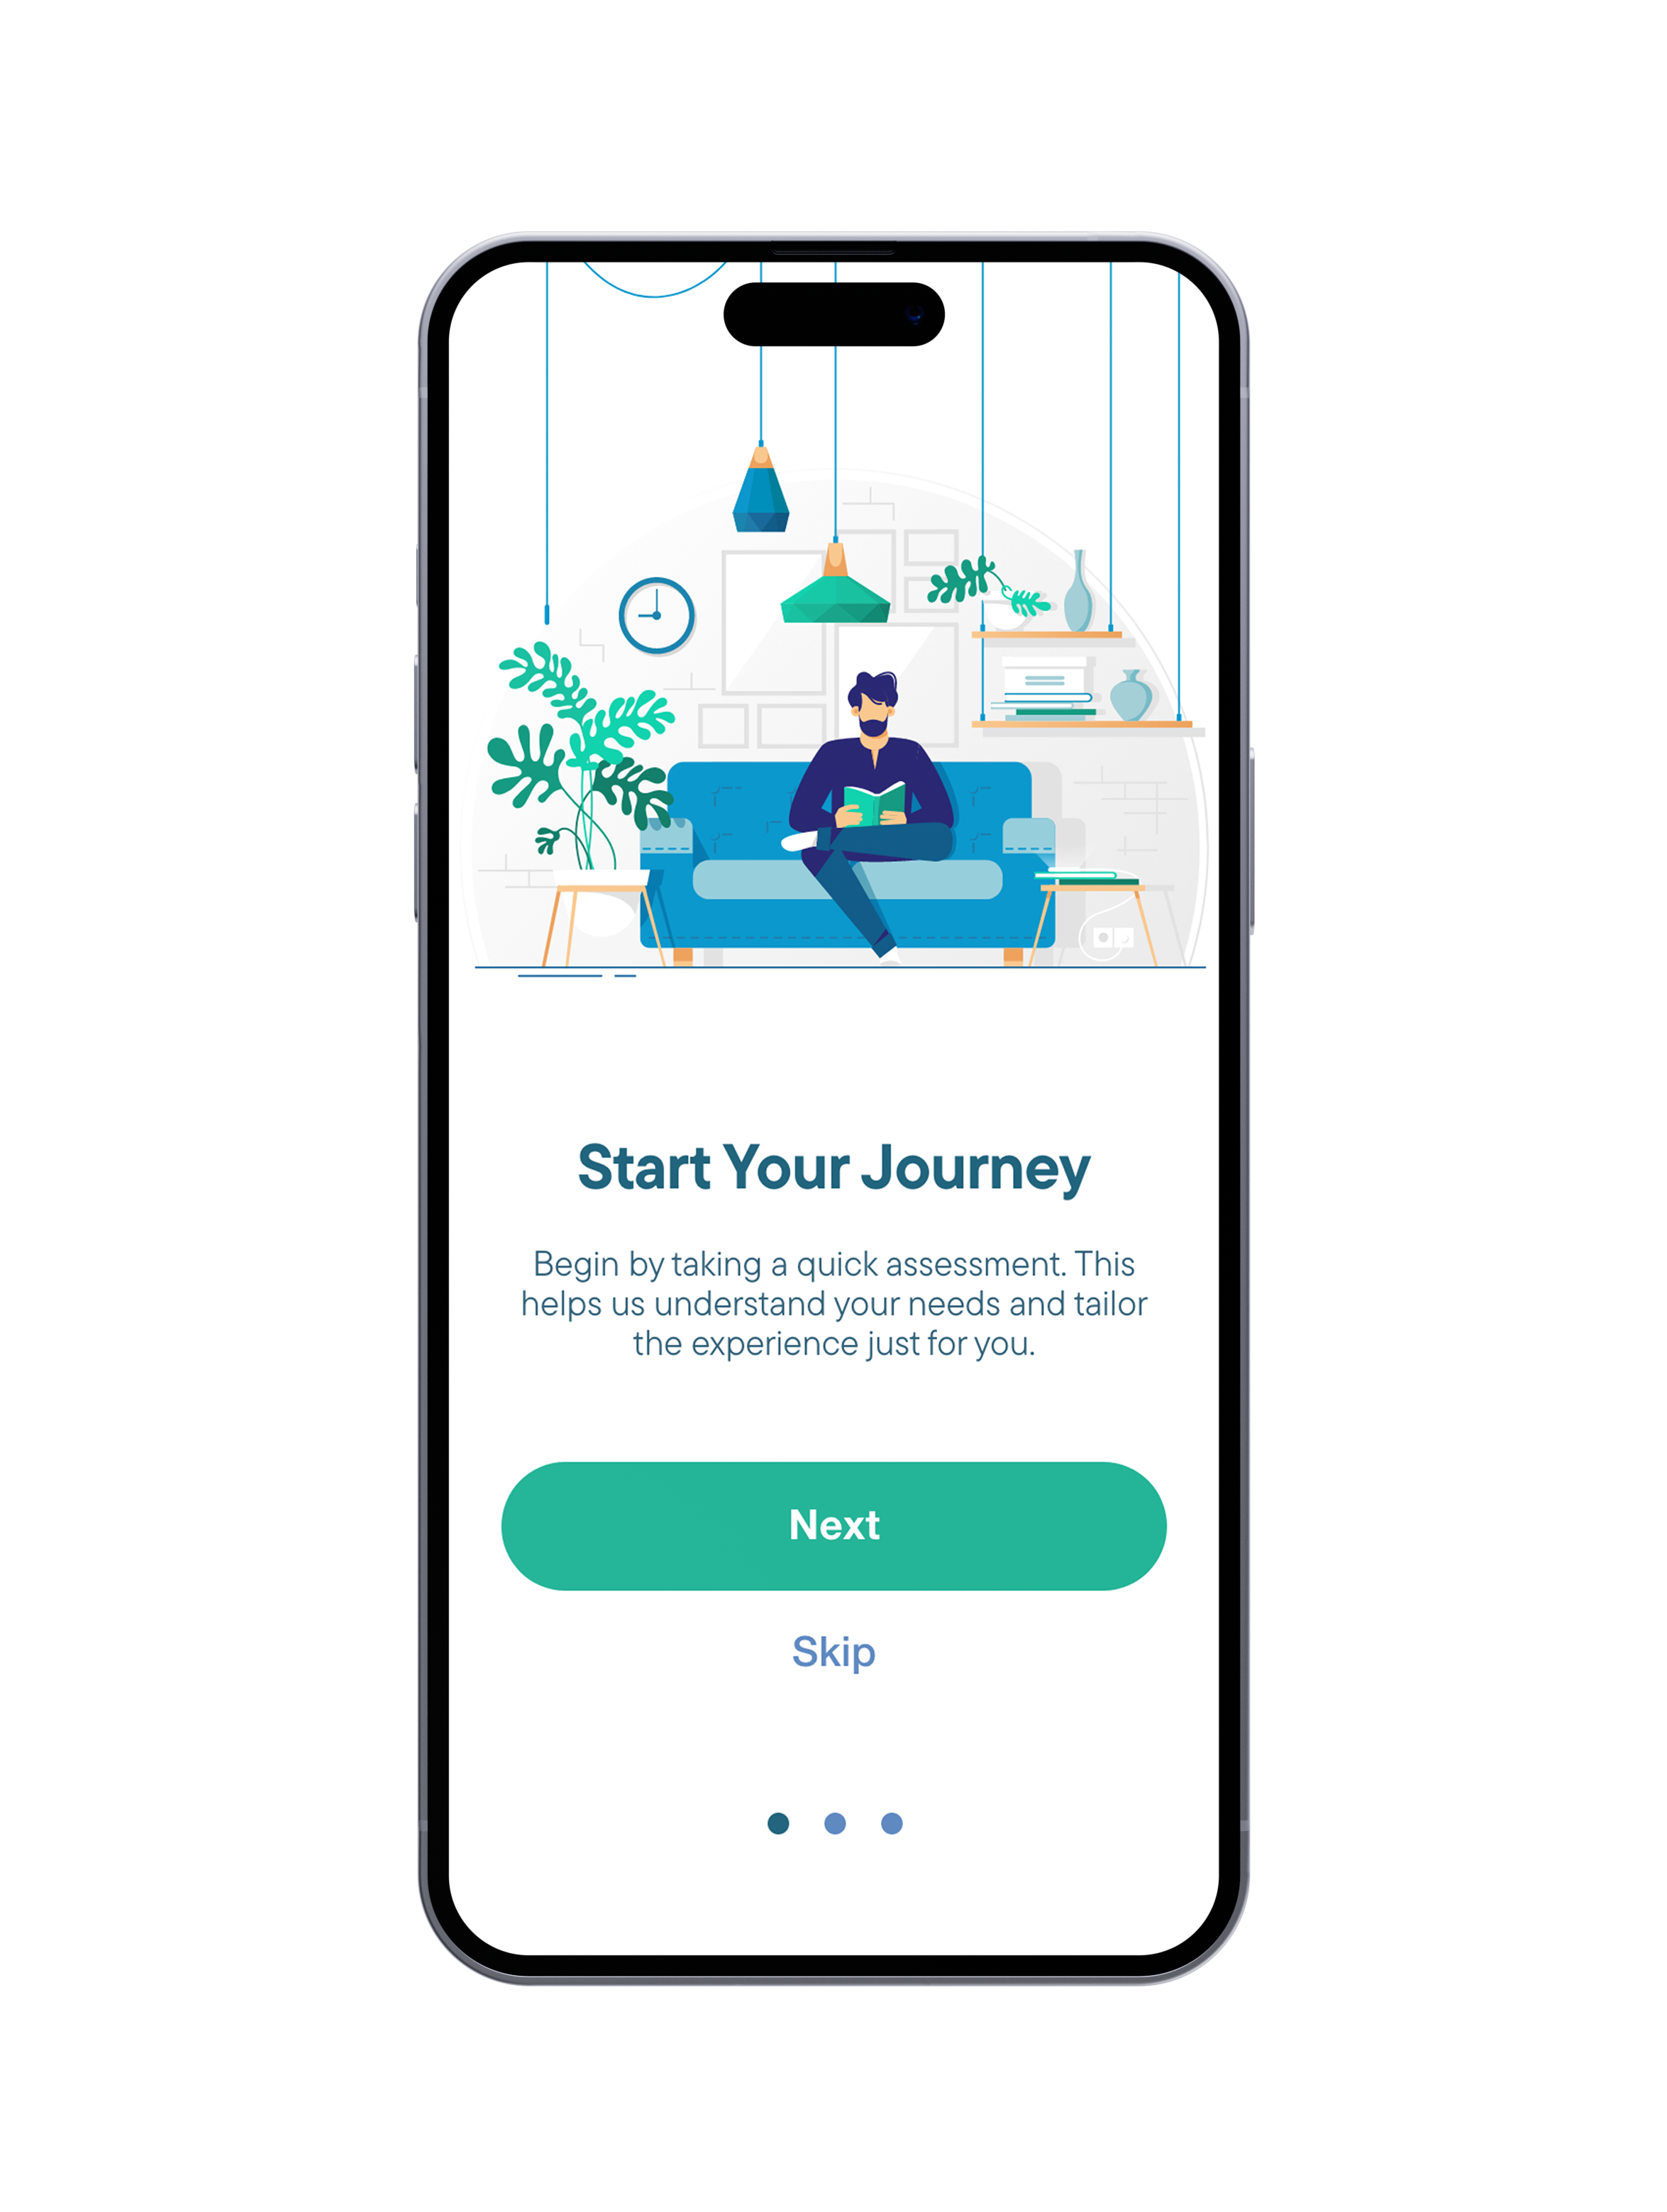 Start Your Journey
Begin by taking a quick assessment. This
helps us understand your needs and tailor
the experience just for you.
Next
Skip